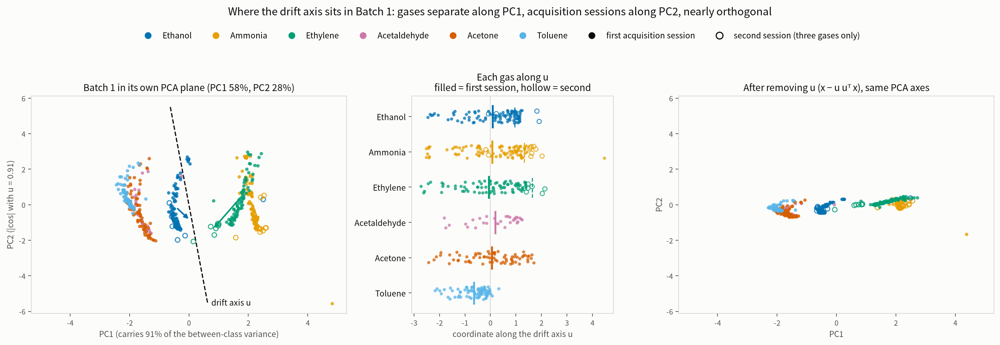 Where the drift axis sits in Batch 1: gases separate along PC1, acquisition sessions along PC2, nearly orthogonal
Ethanol
Ammonia
Ethylene
Acetaldehyde
Acetone
Toluene
first acquisition session
second session (three gases only)
Batch 1 in its own PCA plane (PC1 58%, PC2 28%)
6
4
2
0
-2
-4
-6
PC2 (|cos| with u = 0.91)
drift axis u
-4
-2
0
2
4
PC1 (carries 91% of the between-class variance)
Each gas along u
filled = first session, hollow = second
Ethanol
Ammonia
Ethylene
Acetaldehyde
Acetone
Toluene
-3
-2
-1
0
1
2
3
4
coordinate along the drift axis u
After removing u (x − u uᵀ x), same PCA axes
6
4
2
0
-2
-4
-6
PC2
-4
-2
0
2
4
PC1